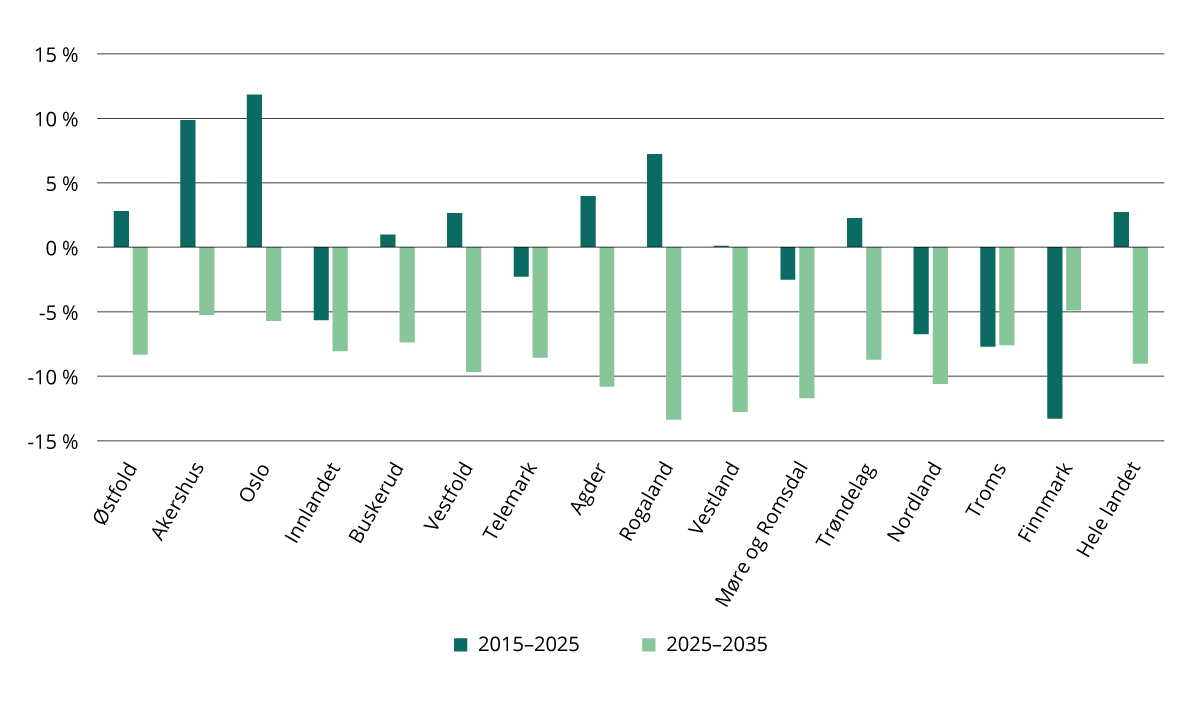 15 %
10 %
5 %
0 %
-5 %
-10 %
-15 %
Østfold
Akershus
Oslo
Innlandet
Buskerud
Vestfold
Telemark
Agder
Rogaland
Vestland
Møre og Romsdal
Trøndelag
Nordland
Troms
Finnmark
Hele landet
2015–2025
2025–2035